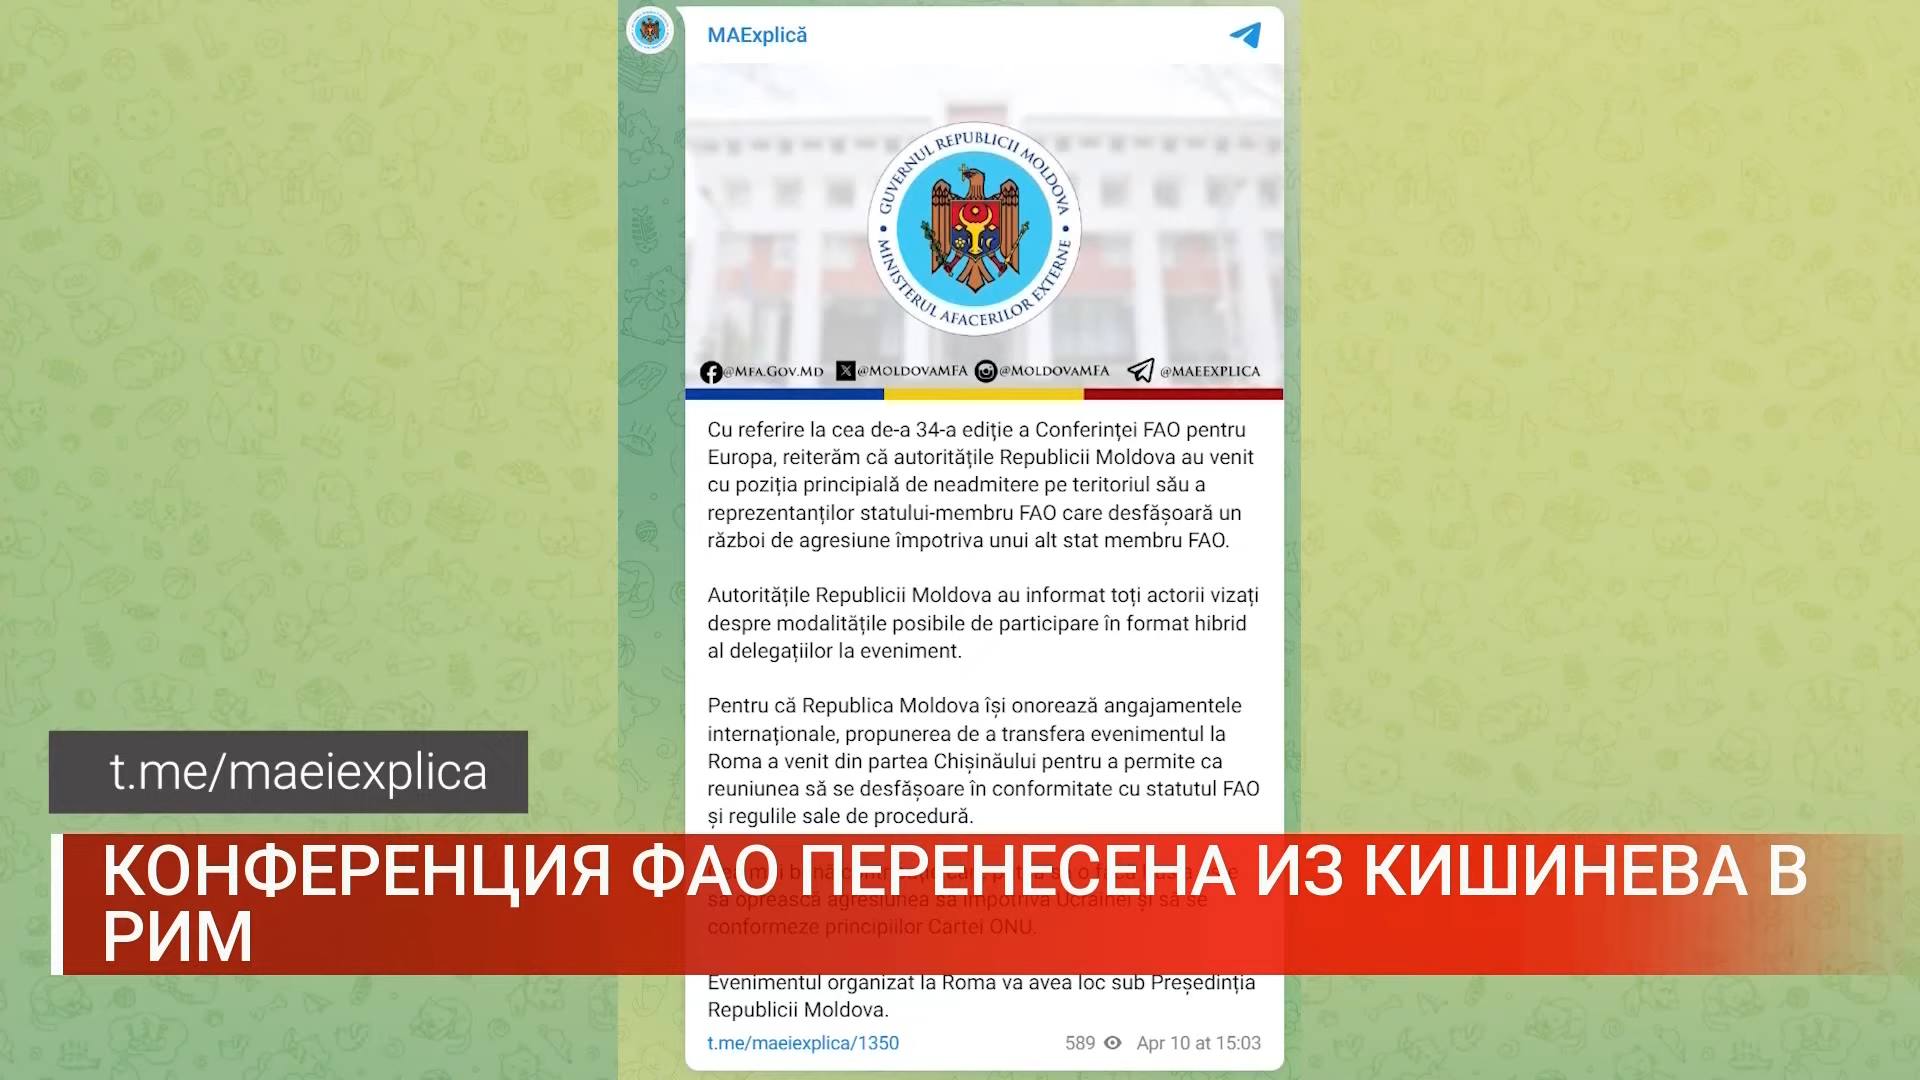 MAExplică
GUVERNUL REPUBLICII MOLDOVA
MINISTERUL AFACERILOR EXTERNE
@MFA.GOV.MD @MOLDOVAMFA @MOLDOVAMFA @MAEEXPLICA
Cu referire la cea de-a 34-a ediție a Conferinței FAO pentru
Europa, reiterăm că autoritățile Republicii Moldova au venit
cu poziția principială de neadmitere pe teritoriul său a
reprezentanților statului-membru FAO care desfășoară un
război de agresiune împotriva unui alt stat membru FAO.
Autoritățile Republicii Moldova au informat toți actorii vizați
despre modalitățile posibile de participare în format hibrid
al delegațiilor la eveniment.
Pentru că Republica Moldova își onorează angajamentele
internaționale, propunerea de a transfera evenimentul la
Roma a venit din partea Chișinăului pentru a permite ca
reuniunea să se desfășoare în conformitate cu statutul FAO
și regulile sale de procedură.
t.me/maeiexplica
КОНФЕРЕНЦИЯ ФАО ПЕРЕНЕСЕНА ИЗ КИШИНЕВА В
РИМ
să oprească agresiunea sa împotriva Ucrainei și să se
conformeze principiilor Cartei ONU.
Evenimentul organizat la Roma va avea loc sub Președinția
Republicii Moldova.
t.me/maeiexplica/1350 589 Apr 10 at 15:03